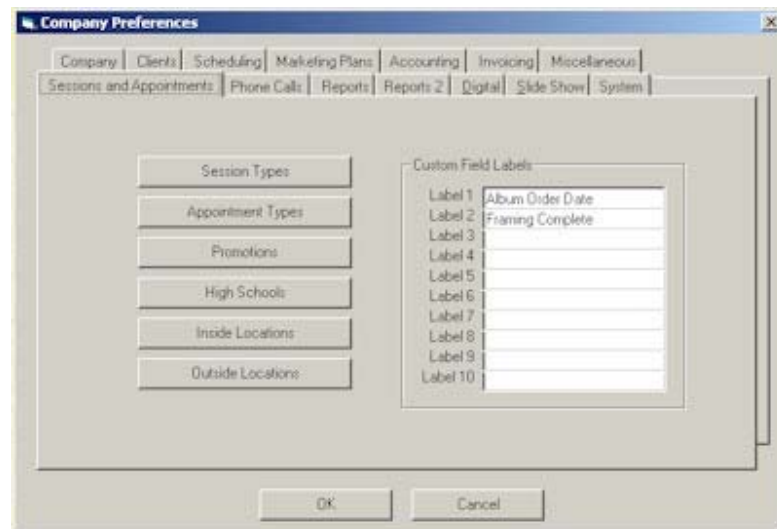 Company Preferences
Company Clients Scheduling Marketing Plans Accounting Invoicing Miscellaneous
Sessions and Appointments Phone Calls Reports Reports 2 Digital Slide Show System
Session Types
Appointment Types
Promotions
High Schools
Inside Locations
Outside Locations
Custom Field Labels
Label 1 Album Order Date
Label 2 Framing Complete
Label 3
Label 4
Label 5
Label 6
Label 7
Label 8
Label 9
Label 10
OK Cancel